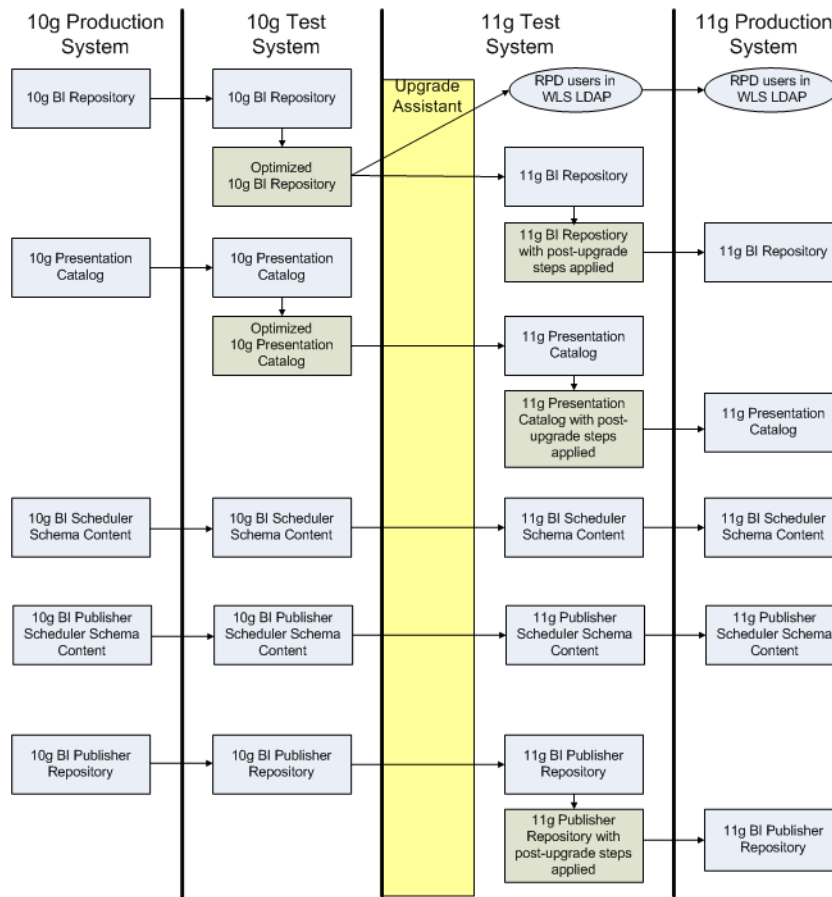 10g Production
System
10g Test
System
11g Test
System
11g Production
System
Upgrade
Assistant
10g BI Repository
10g BI Repository
RPD users in
WLS LDAP
RPD users in
WLS LDAP
Optimized
10g BI Repository
11g BI Repository
11g BI Repostiory
with post-upgrade
steps applied
11g BI Repository
10g Presentation
Catalog
10g Presentation
Catalog
Optimized
10g Presentation
Catalog
11g Presentation
Catalog
11g Presentation
Catalog with post-
upgrade steps
applied
11g Presentation
Catalog
10g BI Scheduler
Schema Content
10g BI Scheduler
Schema Content
11g BI Scheduler
Schema Content
11g BI Scheduler
Schema Content
10g BI Publisher
Scheduler Schema
Content
10g BI Publisher
Scheduler Schema
Content
11g Publisher
Scheduler Schema
Content
11g Publisher
Scheduler Schema
Content
10g BI Publisher
Repository
10g BI Publisher
Repository
11g BI Publisher
Repository
11g Publisher
Repository with
post-upgrade steps
applied
11g BI Publisher
Repository